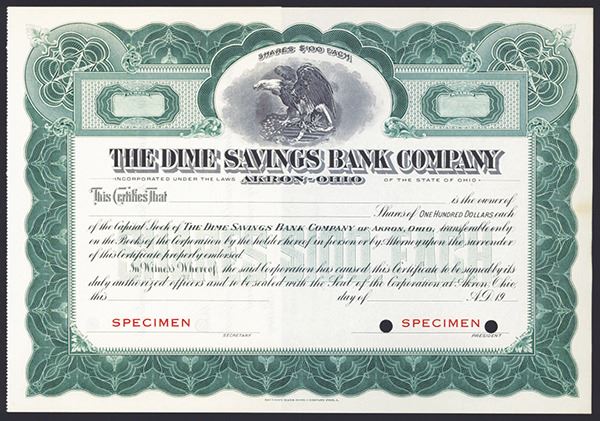 SHARES $100 EACH
THE DIME SAVINGS BANK COMPANY
INCORPORATED UNDER THE LAWS AKRON-OHIO OF THE STATE OF OHIO
This Certifies That is the owner of
Shares of ONE HUNDRED DOLLARS each
of the Capital Stock of THE DIME SAVINGS BANK COMPANY OF AKRON, OHIO, transferable only
on the Books of the Corporation by the holder hereof in person or by Attorney upon the surrender
of this Certificate properly endorsed.
In Witness Whereof, the said Corporation has caused this Certificate to be signed by its
duly authorized officers and to be sealed with the Seal of the Corporation at Akron, Ohio,
this day of A.D. 19
SPECIMEN SPECIMEN
SECRETARY PRESIDENT